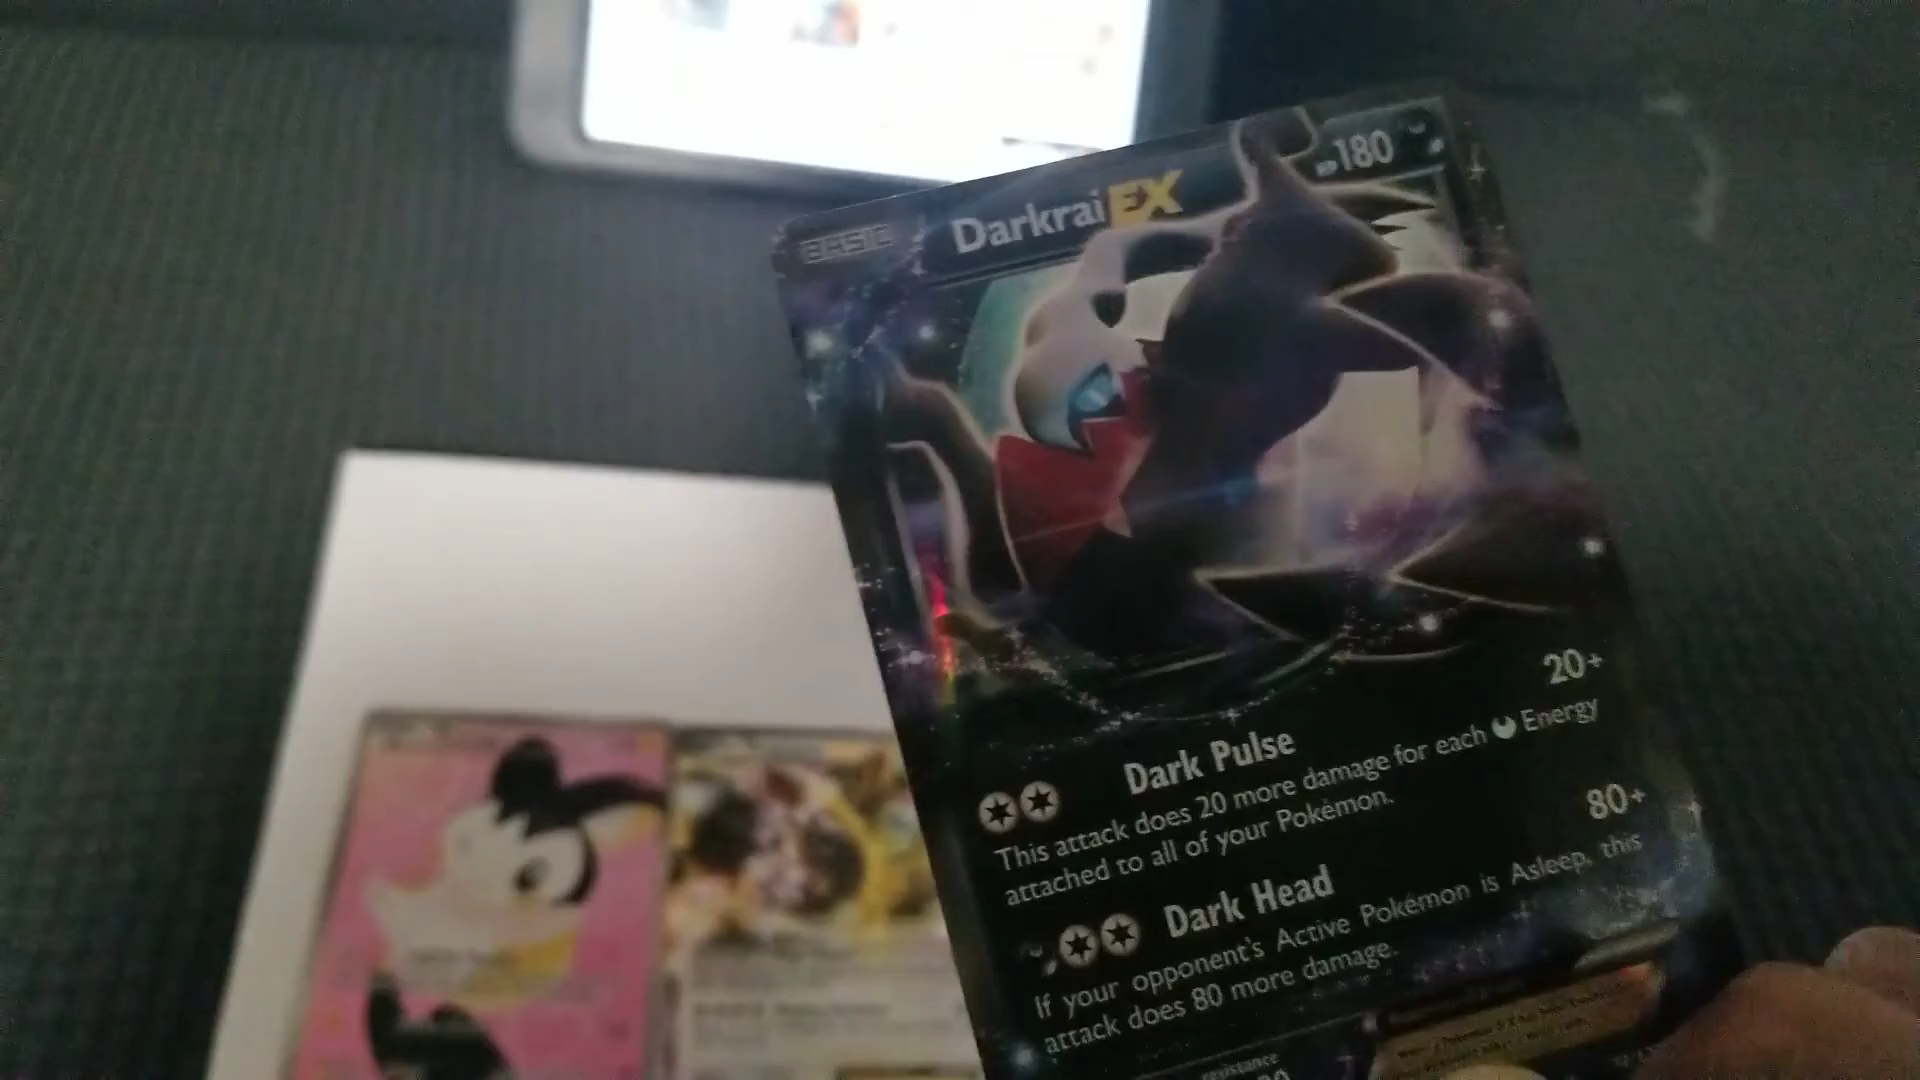 BASIC Darkrai EX HP180
Dark Pulse 20+
This attack does 20 more damage for each Energy
attached to all of your Pokémon.
Dark Head 80+
If your opponent's Active Pokémon is Asleep, this
attack does 80 more damage.
resistance